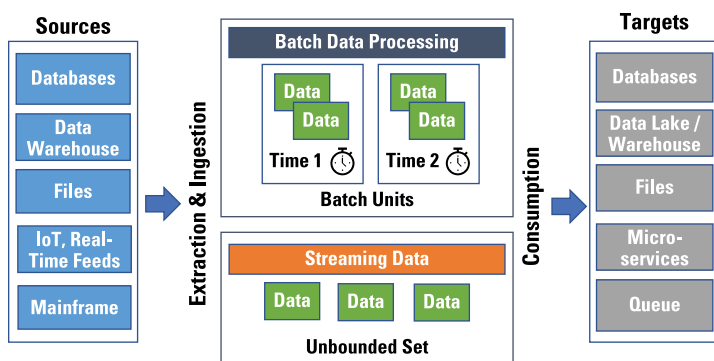 Sources
Databases
Data
Warehouse
Files
IoT, Real-
Time Feeds
Mainframe
Extraction & Ingestion
Batch Data Processing
Data
Data
Time 1
Data
Data
Time 2
Batch Units
Streaming Data
Data
Data
Data
Unbounded Set
Consumption
Targets
Databases
Data Lake /
Warehouse
Files
Micro-
services
Queue